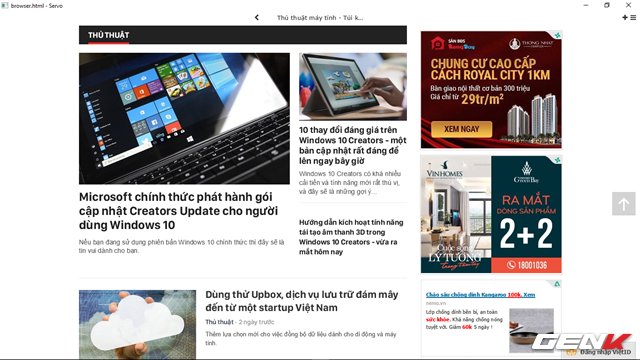 browser.html - Servo
Thủ thuật máy tính - Túi k...
THỦ THUẬT
Microsoft chính thức phát hành gói
cập nhật Creators Update cho người
dùng Windows 10
Nếu bạn đang sử dụng phiên bản Windows 10 chính thức thì đây sẽ là
tin vui dành cho bạn.
10 thay đổi đáng giá trên
Windows 10 Creators - một
bản cập nhật rất đáng để
lên ngay bây giờ
Windows 10 Creators có khá nhiều
cải tiến và tính năng mới rất thú vị,
và đây sẽ là những gợi ý...
Hướng dẫn kích hoạt tính năng
tái tạo âm thanh 3D trong
Windows 10 Creators - vừa ra
mắt hôm nay
Dùng thử Upbox, dịch vụ lưu trữ đám mây
đến từ một startup Việt Nam
Thủ thuật - 2 ngày trước
Thêm lựa chọn mới cho việc đồng bộ dữ liệu dành cho di động và máy
tính.
SÀN BĐS
THỐNG NHẤT
CHUNG CƯ CAO CẤP
CÁCH ROYAL CITY 1KM
Bàn giao nội thất cơ bản 300 triệu
Giá chỉ từ 29tr/m²
XEM NGAY
VINHOMES
Green Bay
RA MẮT
DÒNG SẢN PHẨM
2+2
Cuộc sống
LÝ TƯỞNG
18001036
Chảo sâu chống dính Kangaroo 100k. Xem
Lớp chống dính bền bỉ, an toàn
sức khỏe. Khả năng chống nóng
tuyệt vời. Giảm 60k 5 ngày !
GENK
Đăng nhập VietID